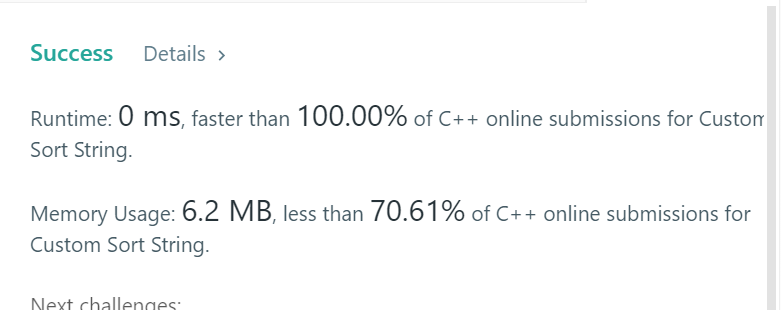 Success Details >
Runtime: 0 ms, faster than 100.00% of C++ online submissions for Custom
Sort String.
Memory Usage: 6.2 MB, less than 70.61% of C++ online submissions for
Custom Sort String.
Next challenges: